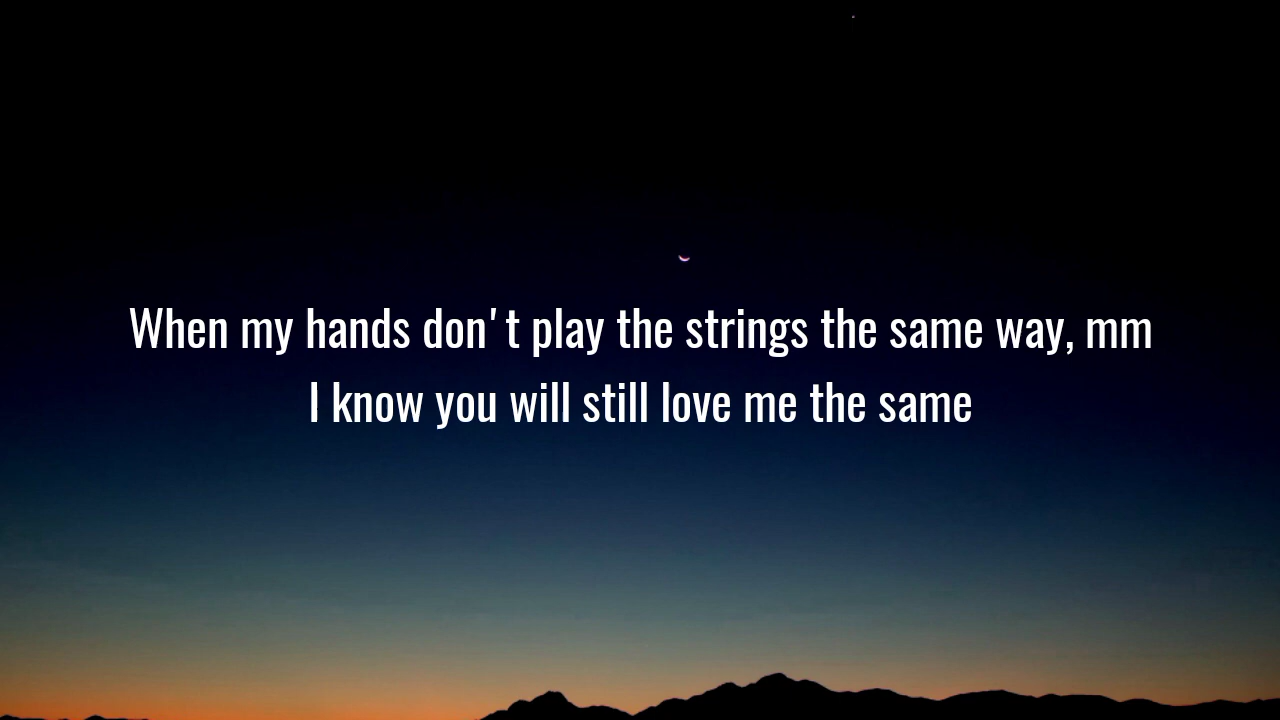 When my hands don't play the strings the same way, mm
I know you will still love me the same